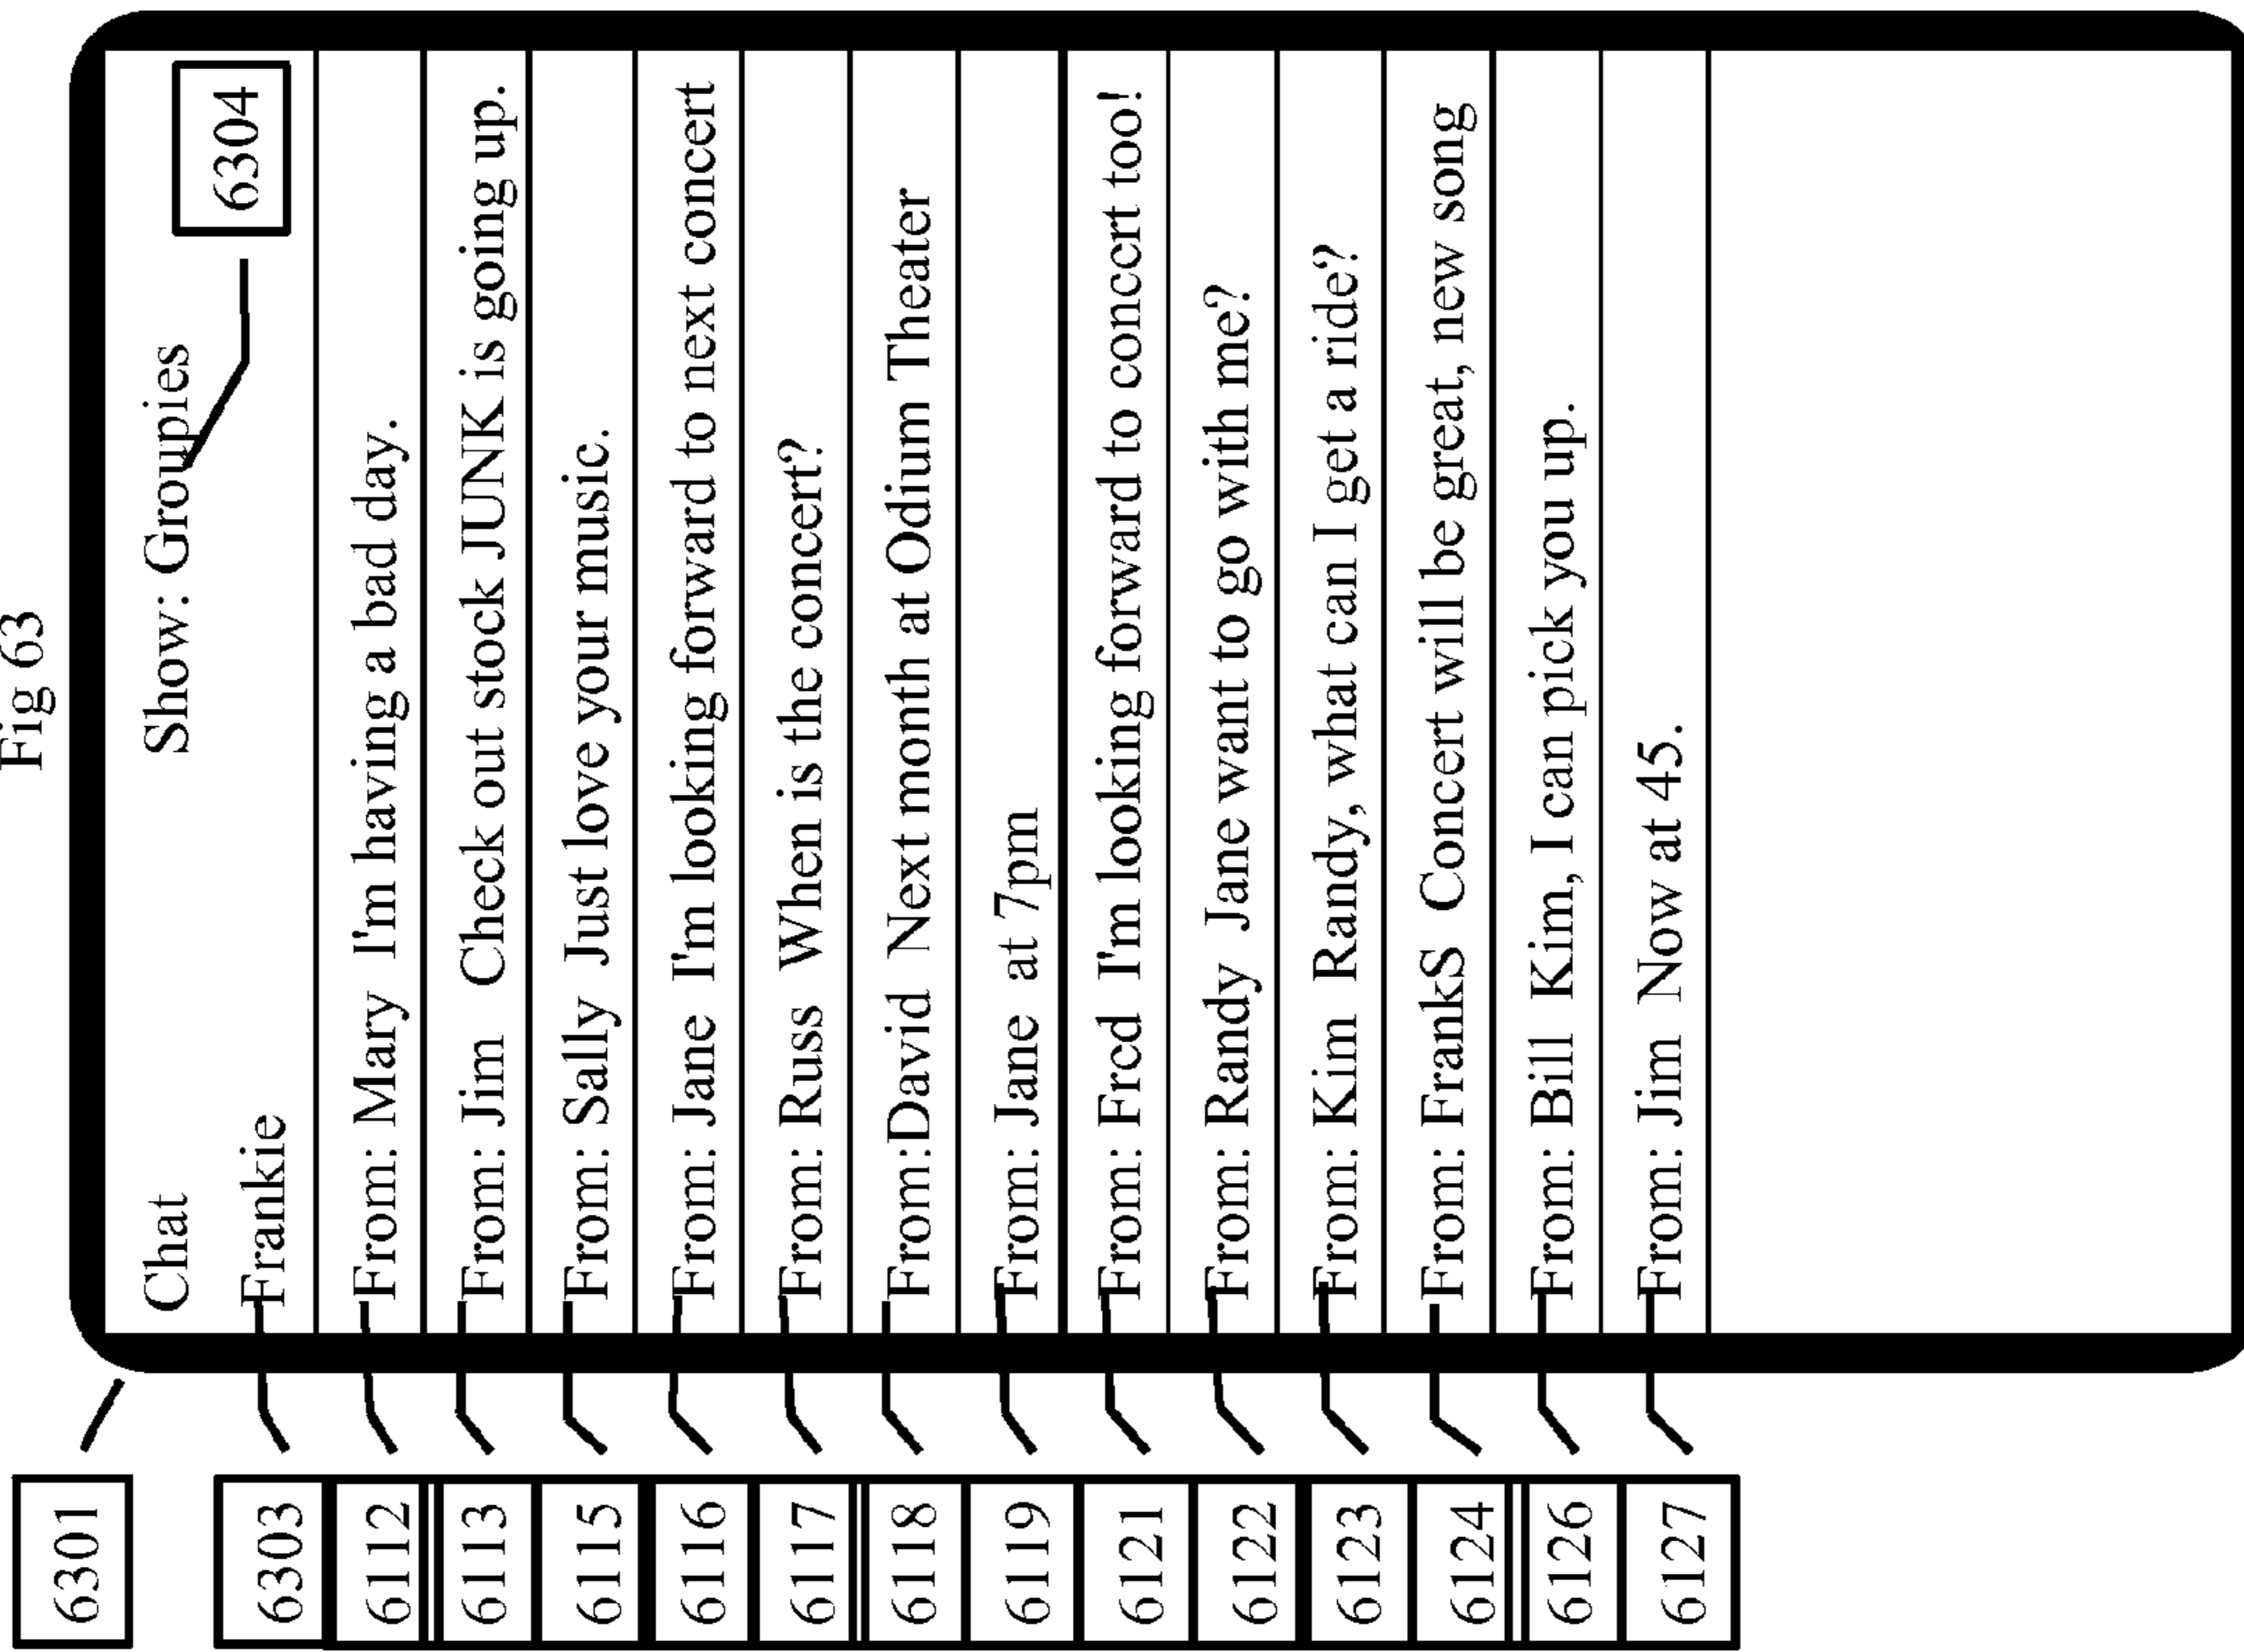 Fig 63
6301
Chat Show: Groupies
6303 Frankie 6304
6112 From: Mary I'm having a bad day.
6113 From: Jim Check out stock JUNK is going up.
6115 From: Sally Just love your music.
6116 From: Jane I'm looking forward to next concert
6117 From: Russ When is the concert?
6118 From:David Next month at Odium Theater
6119 From: Jane at 7pm
6121 From: Frcd I'm looking forward to conccrt too!
6122 From: Randy Jane want to go with me?
6123 From: Kim Randy, what can I get a ride?
6124 From: FrankS Concert will be great, new song
6126 From: Bill Kim, I can pick you up.
6127 From: Jim Now at 45.